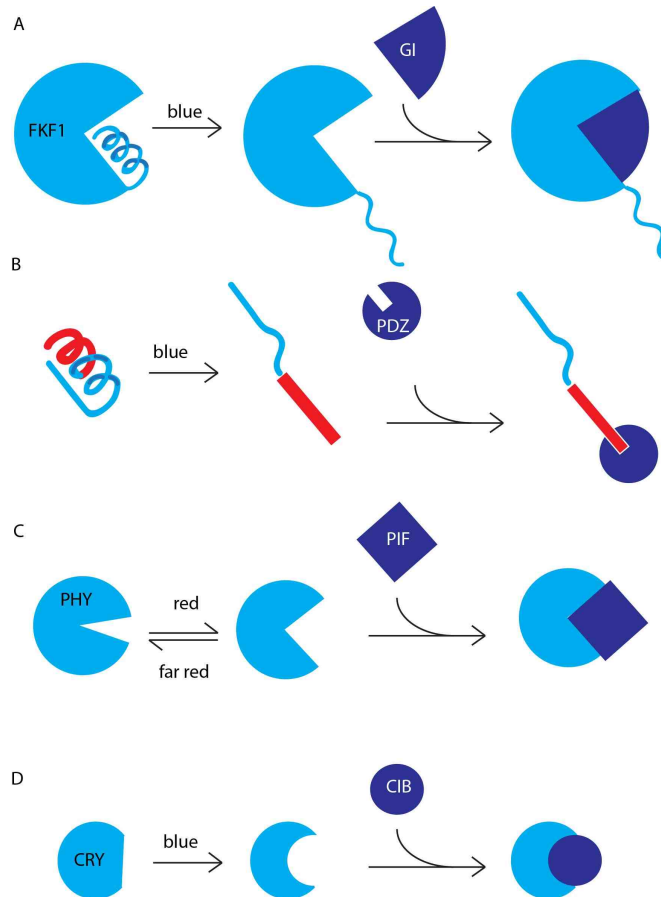 A
GI
FKF1
blue
B
PDZ
blue
C
PIF
PHY
red
far red
D
CIB
CRY
blue